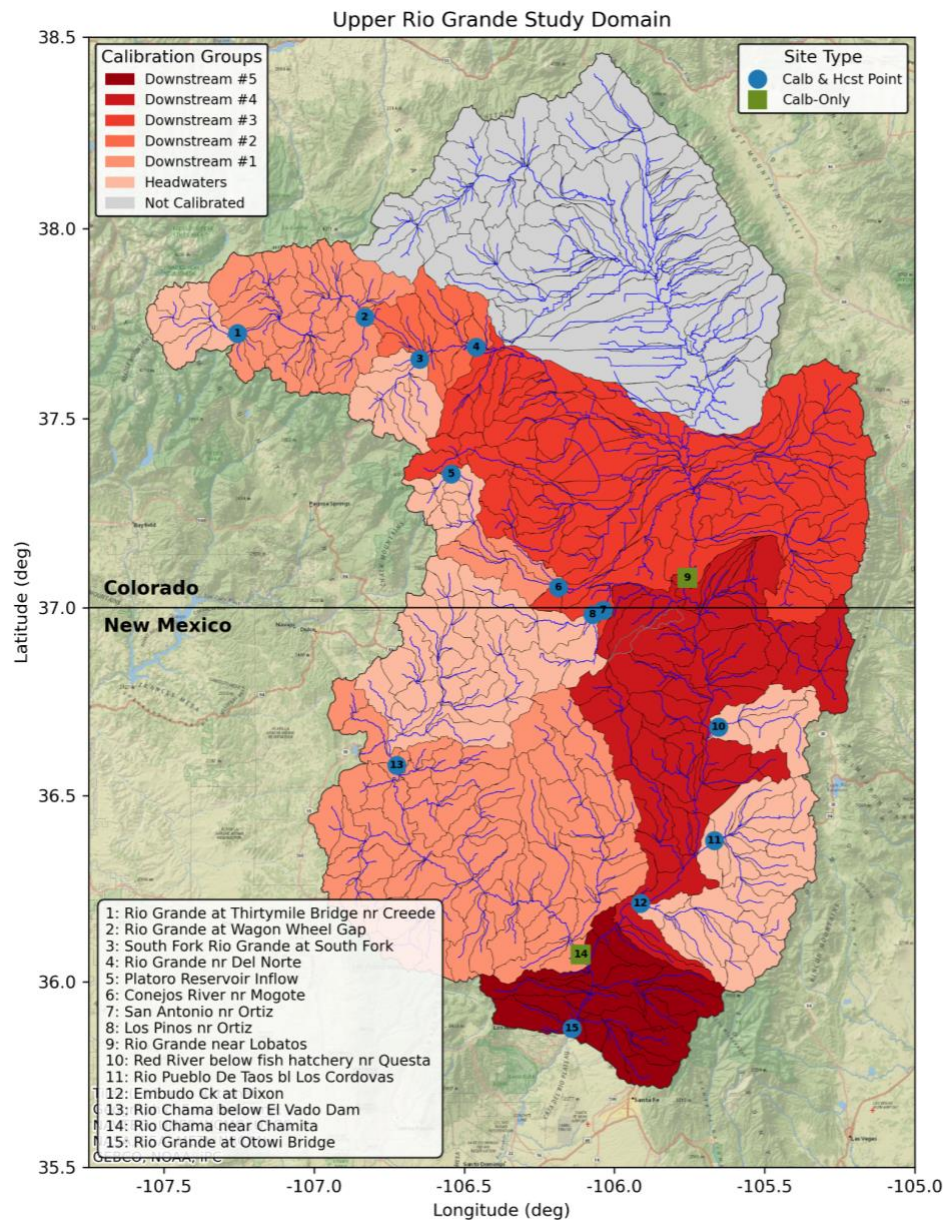 Upper Rio Grande Study Domain
38.5
Calibration Groups
Downstream #5
Downstream #4
Downstream #3
Downstream #2
Downstream #1
Headwaters
Not Calibrated
Site Type
Calb & Hcst Point
Calb-Only
38.0
37.5
37.0
36.5
36.0
35.5
Latitude (deg)
1
2
3
4
5
6
7
8
9
10
11
12
13
14
15
Colorado
New Mexico
1: Rio Grande at Thirtymile Bridge nr Creede
2: Rio Grande at Wagon Wheel Gap
3: South Fork Rio Grande at South Fork
4: Rio Grande nr Del Norte
5: Platoro Reservoir Inflow
6: Conejos River nr Mogote
7: San Antonio nr Ortiz
8: Los Pinos nr Ortiz
9: Rio Grande near Lobatos
10: Red River below fish hatchery nr Questa
11: Rio Pueblo De Taos bl Los Cordovas
12: Embudo Ck at Dixon
13: Rio Chama below El Vado Dam
14: Rio Chama near Chamita
15: Rio Grande at Otowi Bridge
GEBCO, NOAA, IPC
Santa Fe
Las Vegas
-107.5
-107.0
-106.5
-106.0
-105.5
-105.0
Longitude (deg)